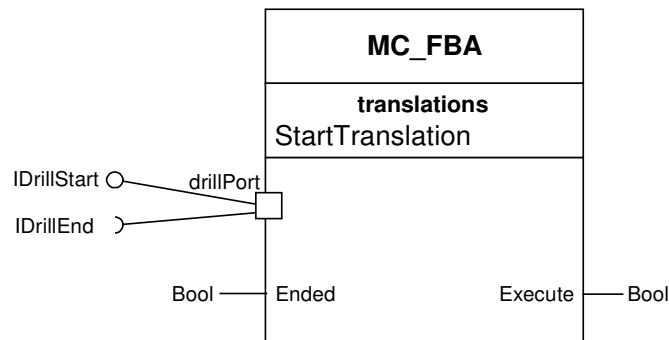 MC_FBA
translations
StartTranslation
IDrillStart drillPort
IDrillEnd
Bool Ended Execute Bool